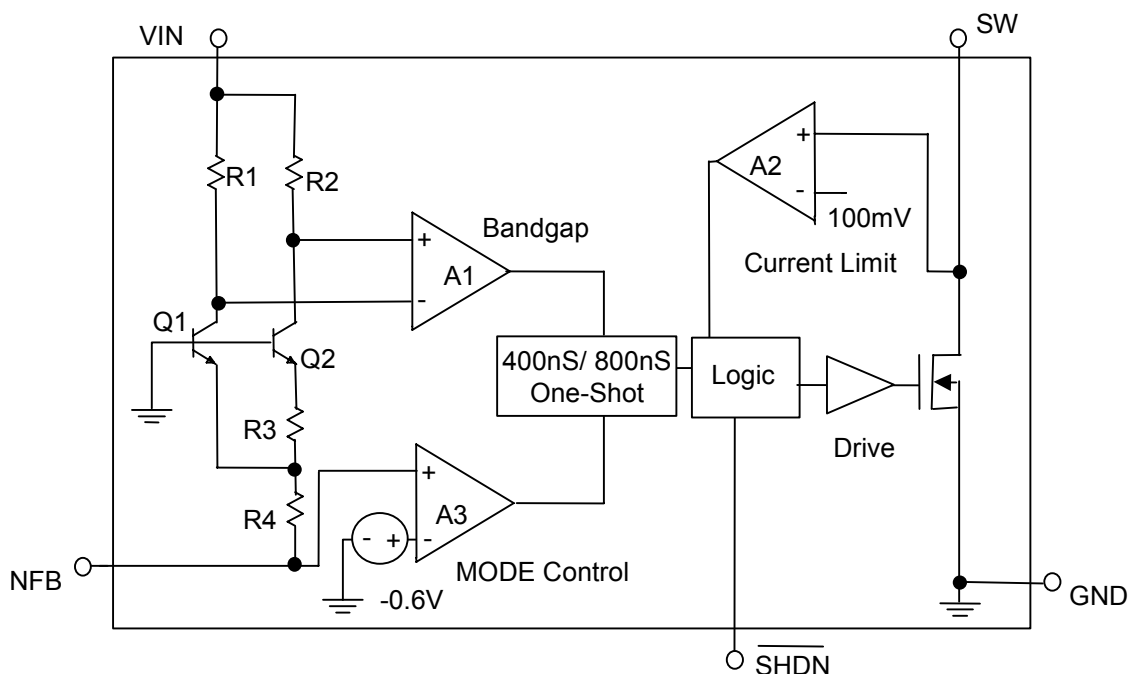 VIN
SW
R1
R2
+
A2
-
100mV
Current Limit
Bandgap
+
A1
-
Q1
Q2
400nS/ 800nS
One-Shot
Logic
Drive
R3
R4
+
A3
-
- +
-0.6V
MODE Control
NFB
GND
SHDN